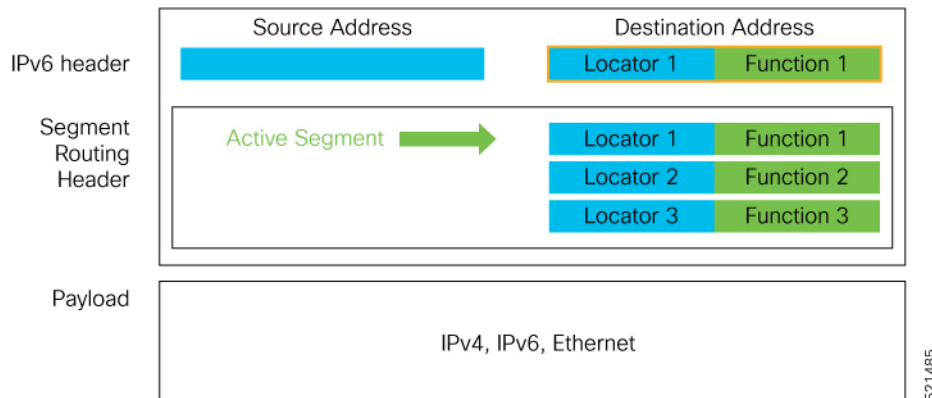 Source Address
Destination Address
IPv6 header
Locator 1 Function 1
Segment
Routing
Header
Active Segment
Locator 1 Function 1
Locator 2 Function 2
Locator 3 Function 3
Payload
IPv4, IPv6, Ethernet
521485